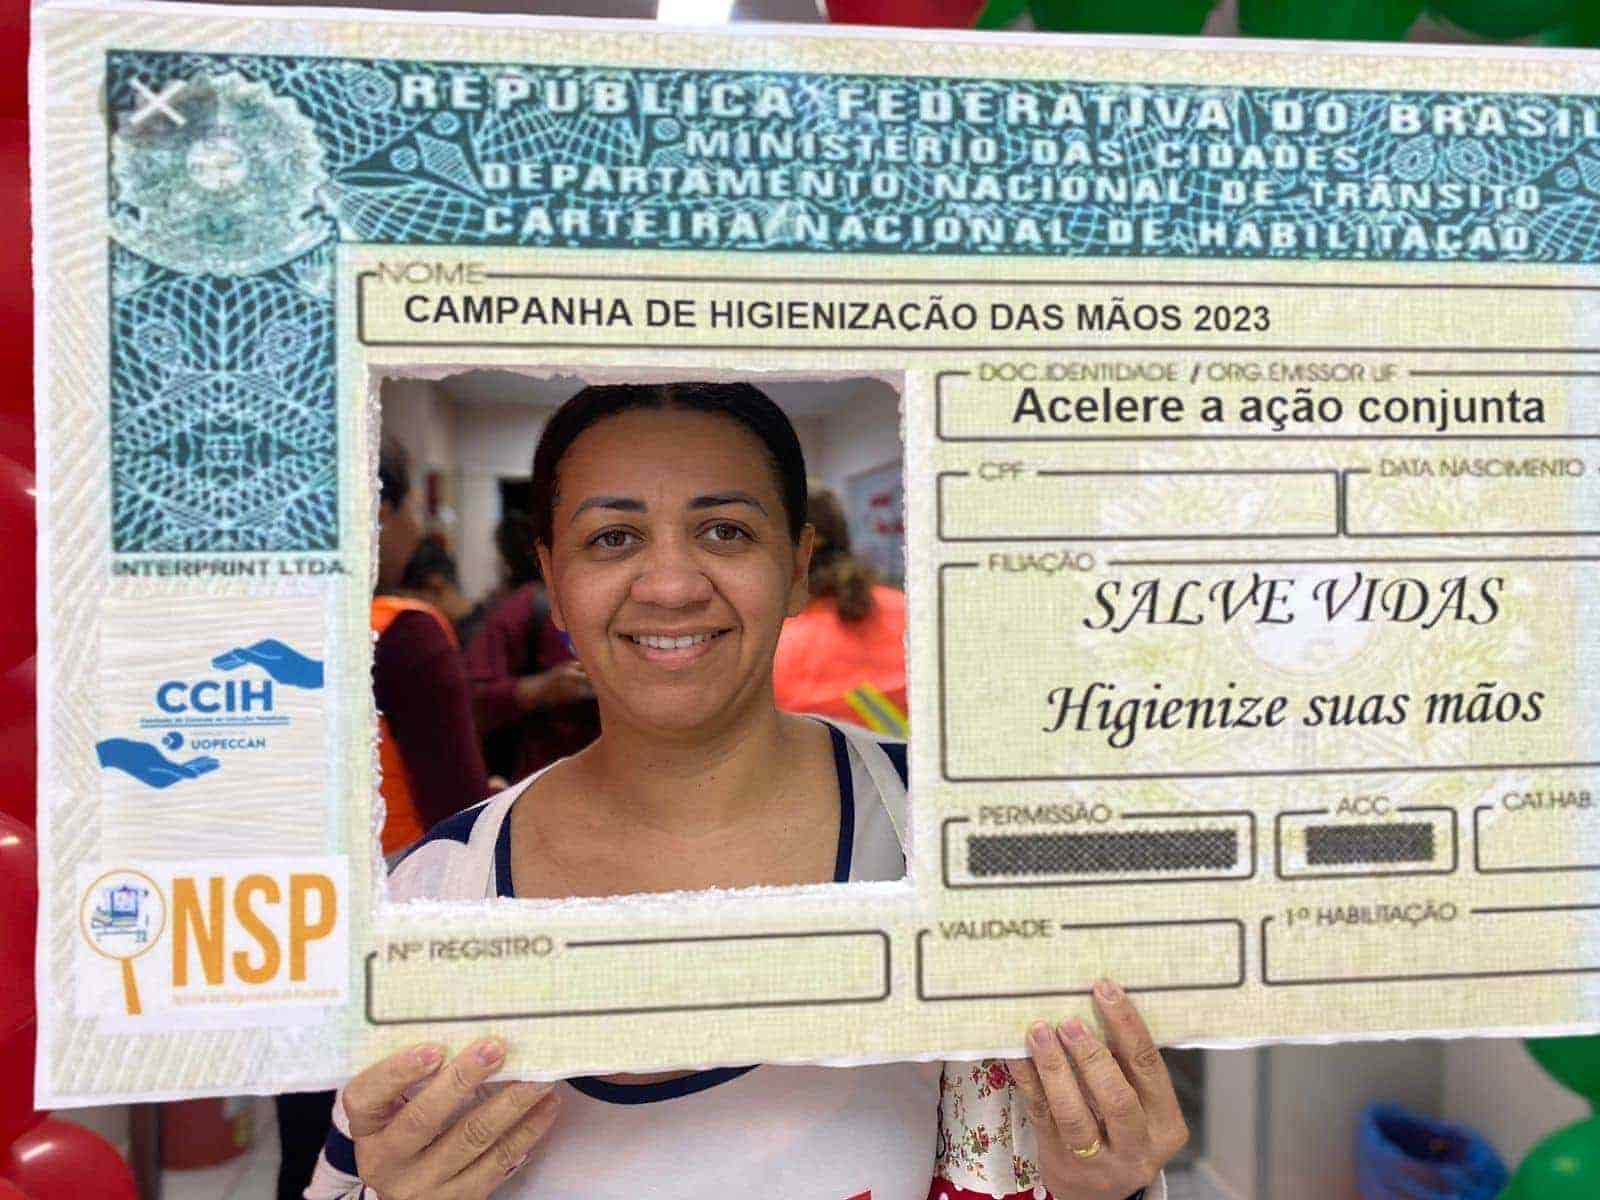 REPÚBLICA FEDERATIVA DO BRASIL
MINISTÉRIO DAS CIDADES
DEPARTAMENTO NACIONAL DE TRÂNSITO
CARTEIRA NACIONAL DE HABILITAÇÃO
NOME
CAMPANHA DE HIGIENIZAÇÃO DAS MÃOS 2023
DOC.IDENTIDADE / ORG.EMISSOR UF
Acelere a ação conjunta
CPF
DATA NASCIMENTO
FILIAÇÃO
SALVE VIDAS
Higienize suas mãos
INTERPRINT LTDA.
CCIH
UOPECCAN
PERMISSÃO
ACC
CAT.HAB.
NSP
Nº REGISTRO
VALIDADE
1º HABILITAÇÃO